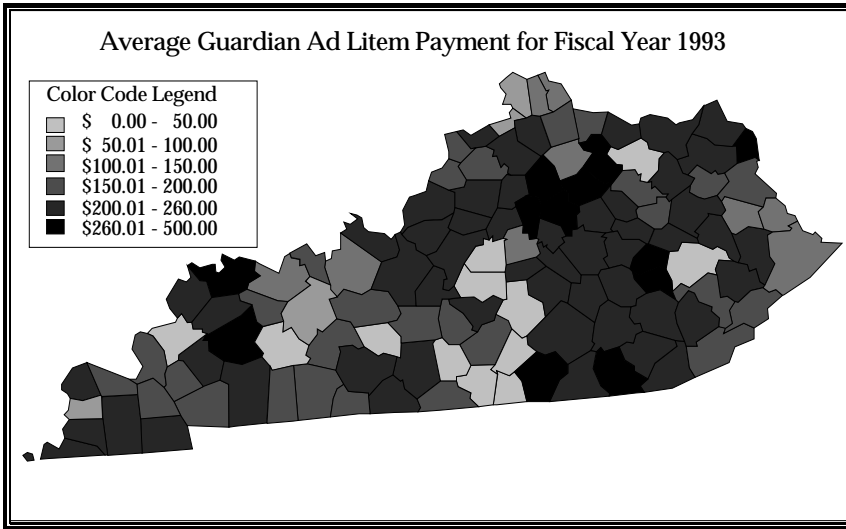 Average Guardian Ad Litem Payment for Fiscal Year 1993
Color Code Legend
$ 0.00 - 50.00
$ 50.01 - 100.00
$100.01 - 150.00
$150.01 - 200.00
$200.01 - 260.00
$260.01 - 500.00